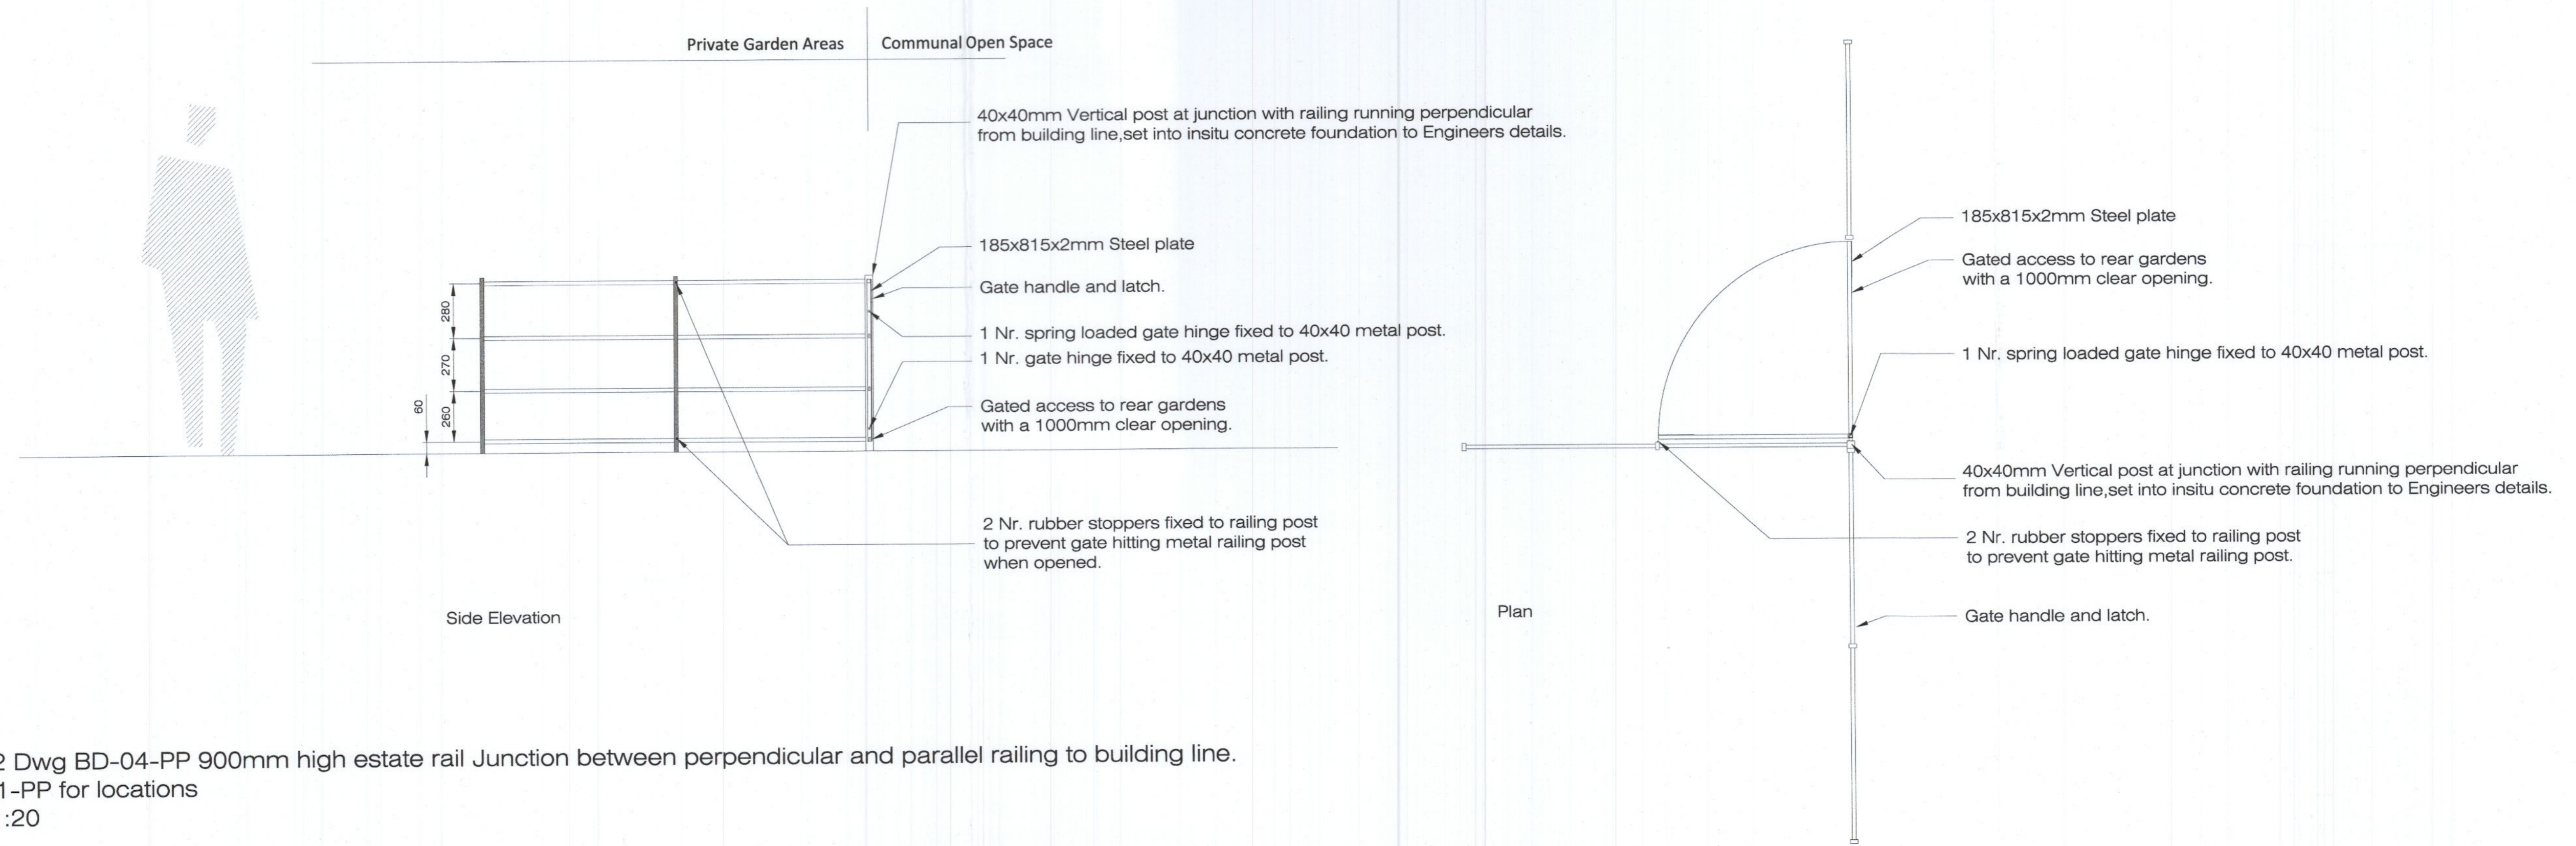 Private Garden Areas
Communal Open Space
40x40mm Vertical post at junction with railing running perpendicular
from building line,set into insitu concrete foundation to Engineers details.
185x815x2mm Steel plate
Gate handle and latch.
1 Nr. spring loaded gate hinge fixed to 40x40 metal post.
1 Nr. gate hinge fixed to 40x40 metal post.
Gated access to rear gardens
with a 1000mm clear opening.
280
270
260
60
2 Nr. rubber stoppers fixed to railing post
to prevent gate hitting metal railing post
when opened.
Side Elevation
185x815x2mm Steel plate
Gated access to rear gardens
with a 1000mm clear opening.
1 Nr. spring loaded gate hinge fixed to 40x40 metal post.
40x40mm Vertical post at junction with railing running perpendicular
from building line,set into insitu concrete foundation to Engineers details.
2 Nr. rubber stoppers fixed to railing post
to prevent gate hitting metal railing post.
Gate handle and latch.
Plan
2 Dwg BD-04-PP 900mm high estate rail Junction between perpendicular and parallel railing to building line.
1-PP for locations
:20